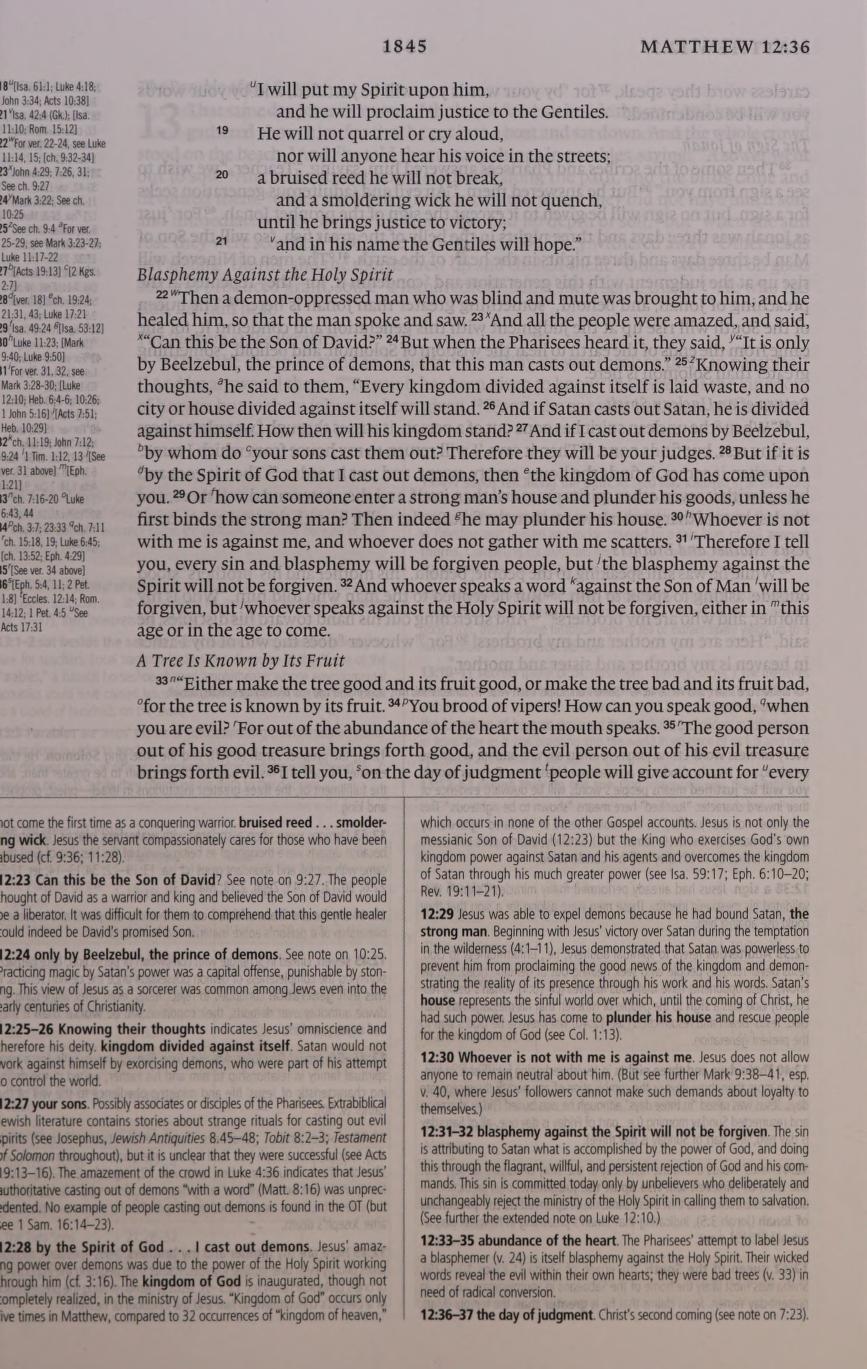 1845
MATTHEW 12:36
18 u [Isa. 61:1; Luke 4:18;
John 3:34; Acts 10:38]
21 v Isa. 42:4 (Gk.); [Isa.
11:10; Rom. 15:12]
22 w For ver. 22-24, see Luke
11:14, 15; [ch. 9:32-34]
23 x John 4:29; 7:26, 31;
See ch. 9:27
24 y Mark 3:22; See ch.
10:25
25 z See ch. 9:4 a For ver.
25-29, see Mark 3:23-27;
Luke 11:17-22
27 b [Acts 19:13] c [2 Kgs.
2:7]
28 d [ver. 18] e ch. 19:24;
21:31, 43; Luke 17:21
29 f Isa. 49:24 g [Isa. 53:12]
30 h Luke 11:23; [Mark
9:40; Luke 9:50]
31 i For ver. 31, 32, see
Mark 3:28-30; [Luke
12:10; Heb. 6:4-6; 10:26;
1 John 5:16] j [Acts 7:51;
Heb. 10:29]
32 k ch. 11:19; John 7:12;
9:24 l 1 Tim. 1:12, 13 j [See
ver. 31 above] m [Eph.
1:21]
33 n ch. 7:16-20 o Luke
6:43, 44
34 p ch. 3:7; 23:33 q ch. 7:11
r ch. 15:18, 19; Luke 6:45;
[ch. 13:52; Eph. 4:29]
35 r [See ver. 34 above]
36 s [Eph. 5:4, 11; 2 Pet.
1:8] t Eccles. 12:14; Rom.
14:12; 1 Pet. 4:5 u See
Acts 17:31
u I will put my Spirit upon him,
and he will proclaim justice to the Gentiles.
19 He will not quarrel or cry aloud,
nor will anyone hear his voice in the streets;
20 a bruised reed he will not break,
and a smoldering wick he will not quench,
until he brings justice to victory;
21 v and in his name the Gentiles will hope.”
Blasphemy Against the Holy Spirit
22 w Then a demon-oppressed man who was blind and mute was brought to him, and he
healed him, so that the man spoke and saw. 23 x And all the people were amazed, and said,
x “Can this be the Son of David?” 24 But when the Pharisees heard it, they said, y “It is only
by Beelzebul, the prince of demons, that this man casts out demons.” 25 z Knowing their
thoughts, a he said to them, “Every kingdom divided against itself is laid waste, and no
city or house divided against itself will stand. 26 And if Satan casts out Satan, he is divided
against himself. How then will his kingdom stand? 27 And if I cast out demons by Beelzebul,
b by whom do c your sons cast them out? Therefore they will be your judges. 28 But if it is
d by the Spirit of God that I cast out demons, then e the kingdom of God has come upon
you. 29 Or f how can someone enter a strong man’s house and plunder his goods, unless he
first binds the strong man? Then indeed g he may plunder his house. 30 h Whoever is not
with me is against me, and whoever does not gather with me scatters. 31 i Therefore I tell
you, every sin and blasphemy will be forgiven people, but j the blasphemy against the
Spirit will not be forgiven. 32 And whoever speaks a word k against the Son of Man l will be
forgiven, but j whoever speaks against the Holy Spirit will not be forgiven, either in m this
age or in the age to come.
A Tree Is Known by Its Fruit
33 n “Either make the tree good and its fruit good, or make the tree bad and its fruit bad,
o for the tree is known by its fruit. 34 p You brood of vipers! How can you speak good, q when
you are evil? r For out of the abundance of the heart the mouth speaks. 35 r The good person
out of his good treasure brings forth good, and the evil person out of his evil treasure
brings forth evil. 36 I tell you, s on the day of judgment t people will give account for u every
not come the first time as a conquering warrior. bruised reed . . . smolder-
ng wick. Jesus the servant compassionately cares for those who have been
abused (cf. 9:36; 11:28).
12:23 Can this be the Son of David? See note on 9:27. The people
thought of David as a warrior and king and believed the Son of David would
be a liberator. It was difficult for them to comprehend that this gentle healer
could indeed be David’s promised Son.
12:24 only by Beelzebul, the prince of demons. See note on 10:25.
Practicing magic by Satan’s power was a capital offense, punishable by ston-
ng. This view of Jesus as a sorcerer was common among Jews even into the
early centuries of Christianity.
12:25–26 Knowing their thoughts indicates Jesus’ omniscience and
herefore his deity. kingdom divided against itself. Satan would not
work against himself by exorcising demons, who were part of his attempt
o control the world.
12:27 your sons. Possibly associates or disciples of the Pharisees. Extrabiblical
ewish literature contains stories about strange rituals for casting out evil
spirits (see Josephus, Jewish Antiquities 8.45–48; Tobit 8:2–3; Testament
of Solomon throughout), but it is unclear that they were successful (see Acts
19:13–16). The amazement of the crowd in Luke 4:36 indicates that Jesus’
authoritative casting out of demons “with a word” (Matt. 8:16) was unprec-
edented. No example of people casting out demons is found in the OT (but
see 1 Sam. 16:14–23).
12:28 by the Spirit of God . . . I cast out demons. Jesus’ amaz-
ng power over demons was due to the power of the Holy Spirit working
through him (cf. 3:16). The kingdom of God is inaugurated, though not
completely realized, in the ministry of Jesus. “Kingdom of God” occurs only
five times in Matthew, compared to 32 occurrences of “kingdom of heaven,”
which occurs in none of the other Gospel accounts. Jesus is not only the
messianic Son of David (12:23) but the King who exercises God’s own
kingdom power against Satan and his agents and overcomes the kingdom
of Satan through his much greater power (see Isa. 59:17; Eph. 6:10–20;
Rev. 19:11–21).
12:29 Jesus was able to expel demons because he had bound Satan, the
strong man. Beginning with Jesus’ victory over Satan during the temptation
in the wilderness (4:1–11), Jesus demonstrated that Satan was powerless to
prevent him from proclaiming the good news of the kingdom and demon-
strating the reality of its presence through his work and his words. Satan’s
house represents the sinful world over which, until the coming of Christ, he
had such power. Jesus has come to plunder his house and rescue people
for the kingdom of God (see Col. 1:13).
12:30 Whoever is not with me is against me. Jesus does not allow
anyone to remain neutral about him. (But see further Mark 9:38–41, esp.
v. 40, where Jesus’ followers cannot make such demands about loyalty to
themselves.)
12:31–32 blasphemy against the Spirit will not be forgiven. The sin
is attributing to Satan what is accomplished by the power of God, and doing
this through the flagrant, willful, and persistent rejection of God and his com-
mands. This sin is committed today only by unbelievers who deliberately and
unchangeably reject the ministry of the Holy Spirit in calling them to salvation.
(See further the extended note on Luke 12:10.)
12:33–35 abundance of the heart. The Pharisees’ attempt to label Jesus
a blasphemer (v. 24) is itself blasphemy against the Holy Spirit. Their wicked
words reveal the evil within their own hearts; they were bad trees (v. 33) in
need of radical conversion.
12:36–37 the day of judgment. Christ’s second coming (see note on 7:23).